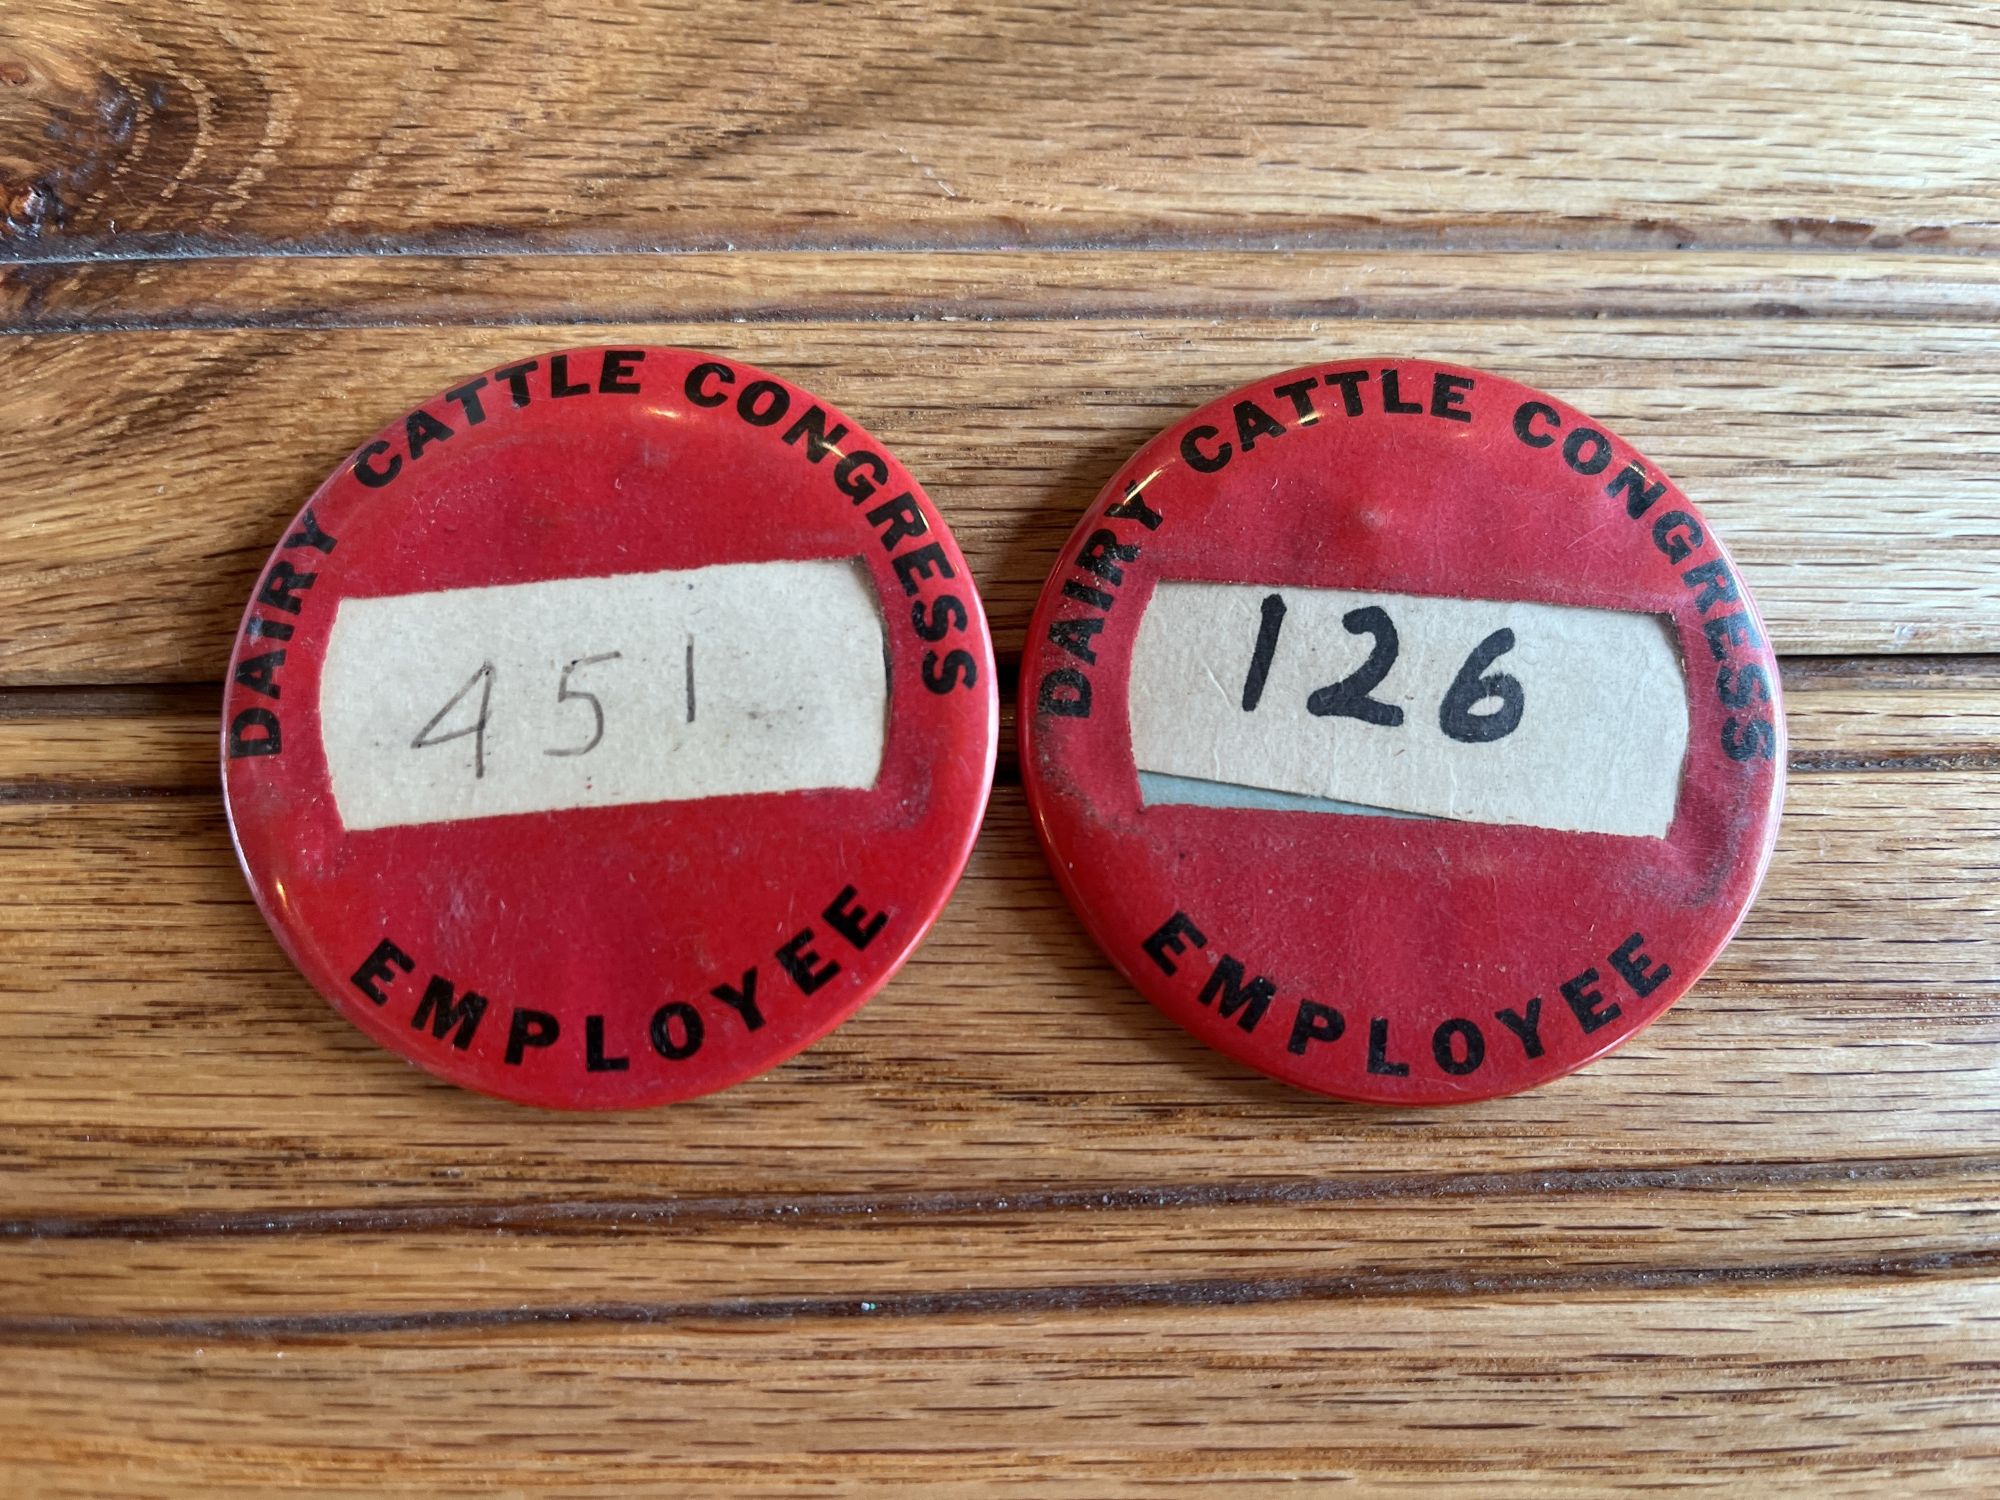 DAIRY CATTLE CONGRESS
451
EMPLOYEE
DAIRY CATTLE CONGRESS
126
EMPLOYEE